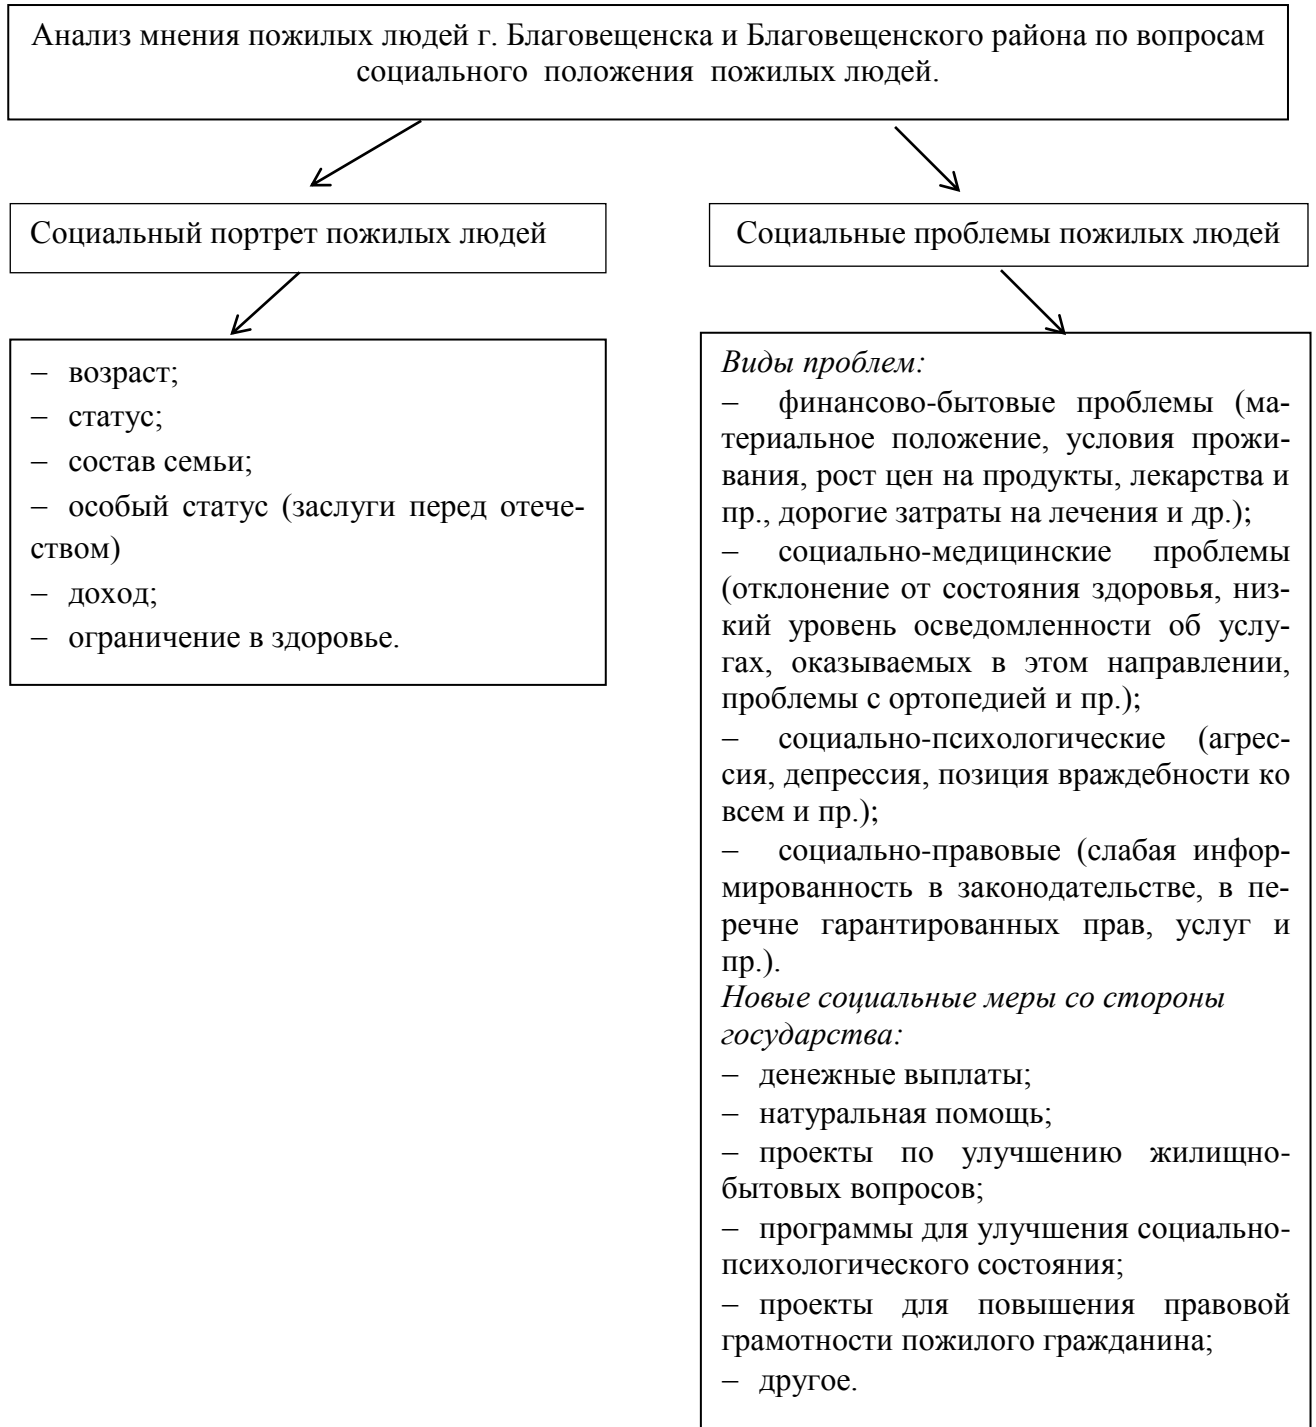 Анализ мнения пожилых людей г. Благовещенска и Благовещенского района по вопросам
социального положения пожилых людей.
Социальный портрет пожилых людей
Социальные проблемы пожилых людей
– возраст;
– статус;
– состав семьи;
– особый статус (заслуги перед отече-
ством)
– доход;
– ограничение в здоровье.
Виды проблем:
– финансово-бытовые проблемы (ма-
териальное положение, условия прожи-
вания, рост цен на продукты, лекарства и
пр., дорогие затраты на лечения и др.);
– социально-медицинские проблемы
(отклонение от состояния здоровья, низ-
кий уровень осведомленности об услу-
гах, оказываемых в этом направлении,
проблемы с ортопедией и пр.);
– социально-психологические (агрес-
сия, депрессия, позиция враждебности ко
всем и пр.);
– социально-правовые (слабая инфор-
мированность в законодательстве, в пе-
речне гарантированных прав, услуг и
пр.).
Новые социальные меры со стороны
государства:
– денежные выплаты;
– натуральная помощь;
– проекты по улучшению жилищно-
бытовых вопросов;
– программы для улучшения социально-
психологического состояния;
– проекты для повышения правовой
грамотности пожилого гражданина;
– другое.